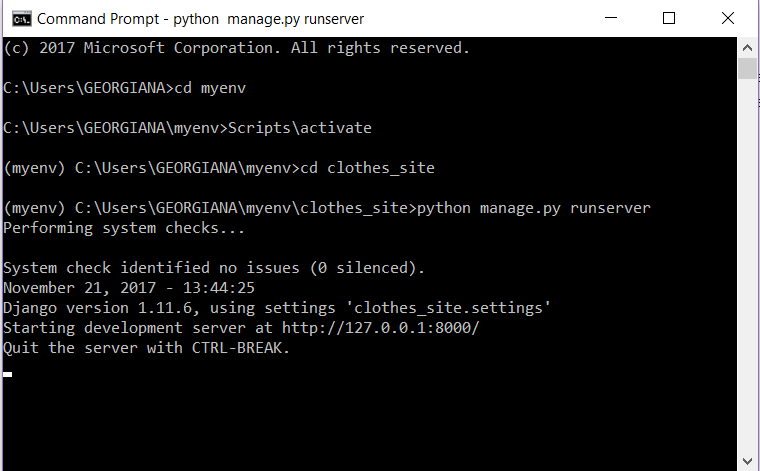 Command Prompt - python  manage.py runserver
(c) 2017 Microsoft Corporation. All rights reserved.
C:\Users\GEORGIANA>cd myenv
C:\Users\GEORGIANA\myenv>Scripts\activate
(myenv) C:\Users\GEORGIANA\myenv>cd clothes_site
(myenv) C:\Users\GEORGIANA\myenv\clothes_site>python manage.py runserver
Performing system checks...
System check identified no issues (0 silenced).
November 21, 2017 - 13:44:25
Django version 1.11.6, using settings 'clothes_site.settings'
Starting development server at http://127.0.0.1:8000/
Quit the server with CTRL-BREAK.